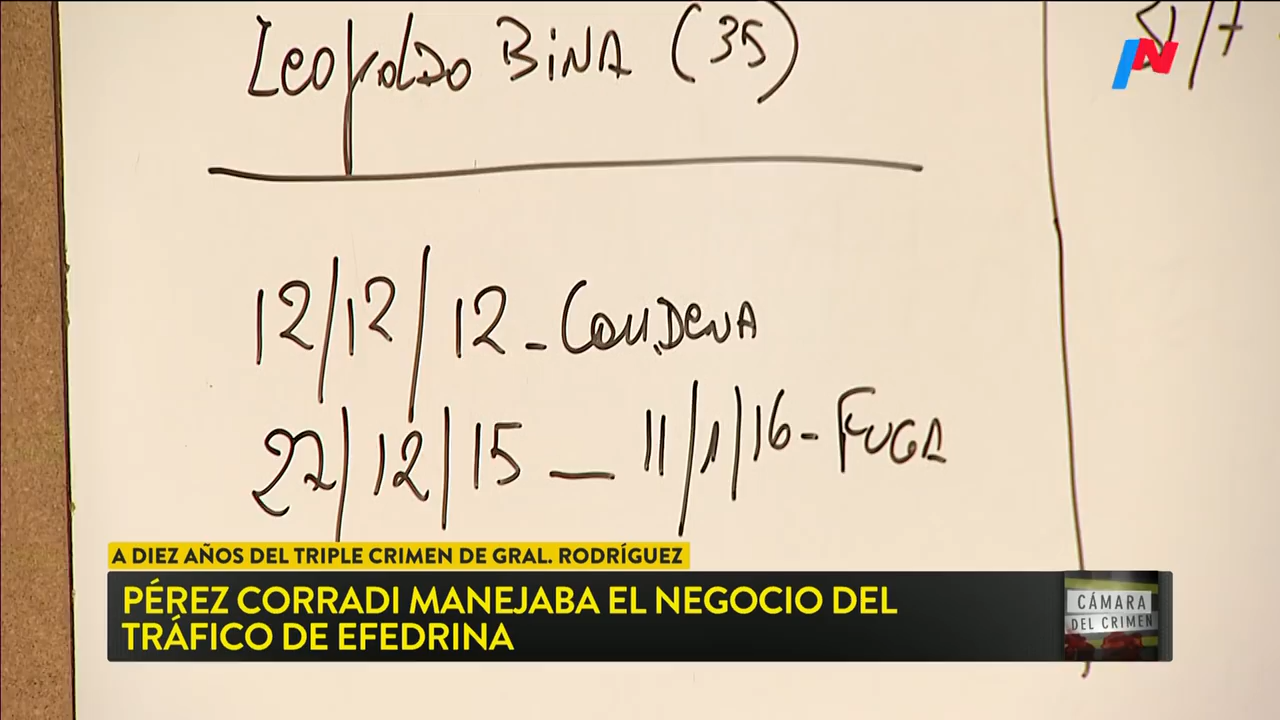 Leopoldo BiNA (35)
12/12/12 - CONDENA
27/12/15 — 11/1/16 - FUGA
A DIEZ AÑOS DEL TRIPLE CRIMEN DE GRAL. RODRÍGUEZ
PÉREZ CORRADI MANEJABA EL NEGOCIO DEL
TRÁFICO DE EFEDRINA
CÁMARA
DEL CRIMEN